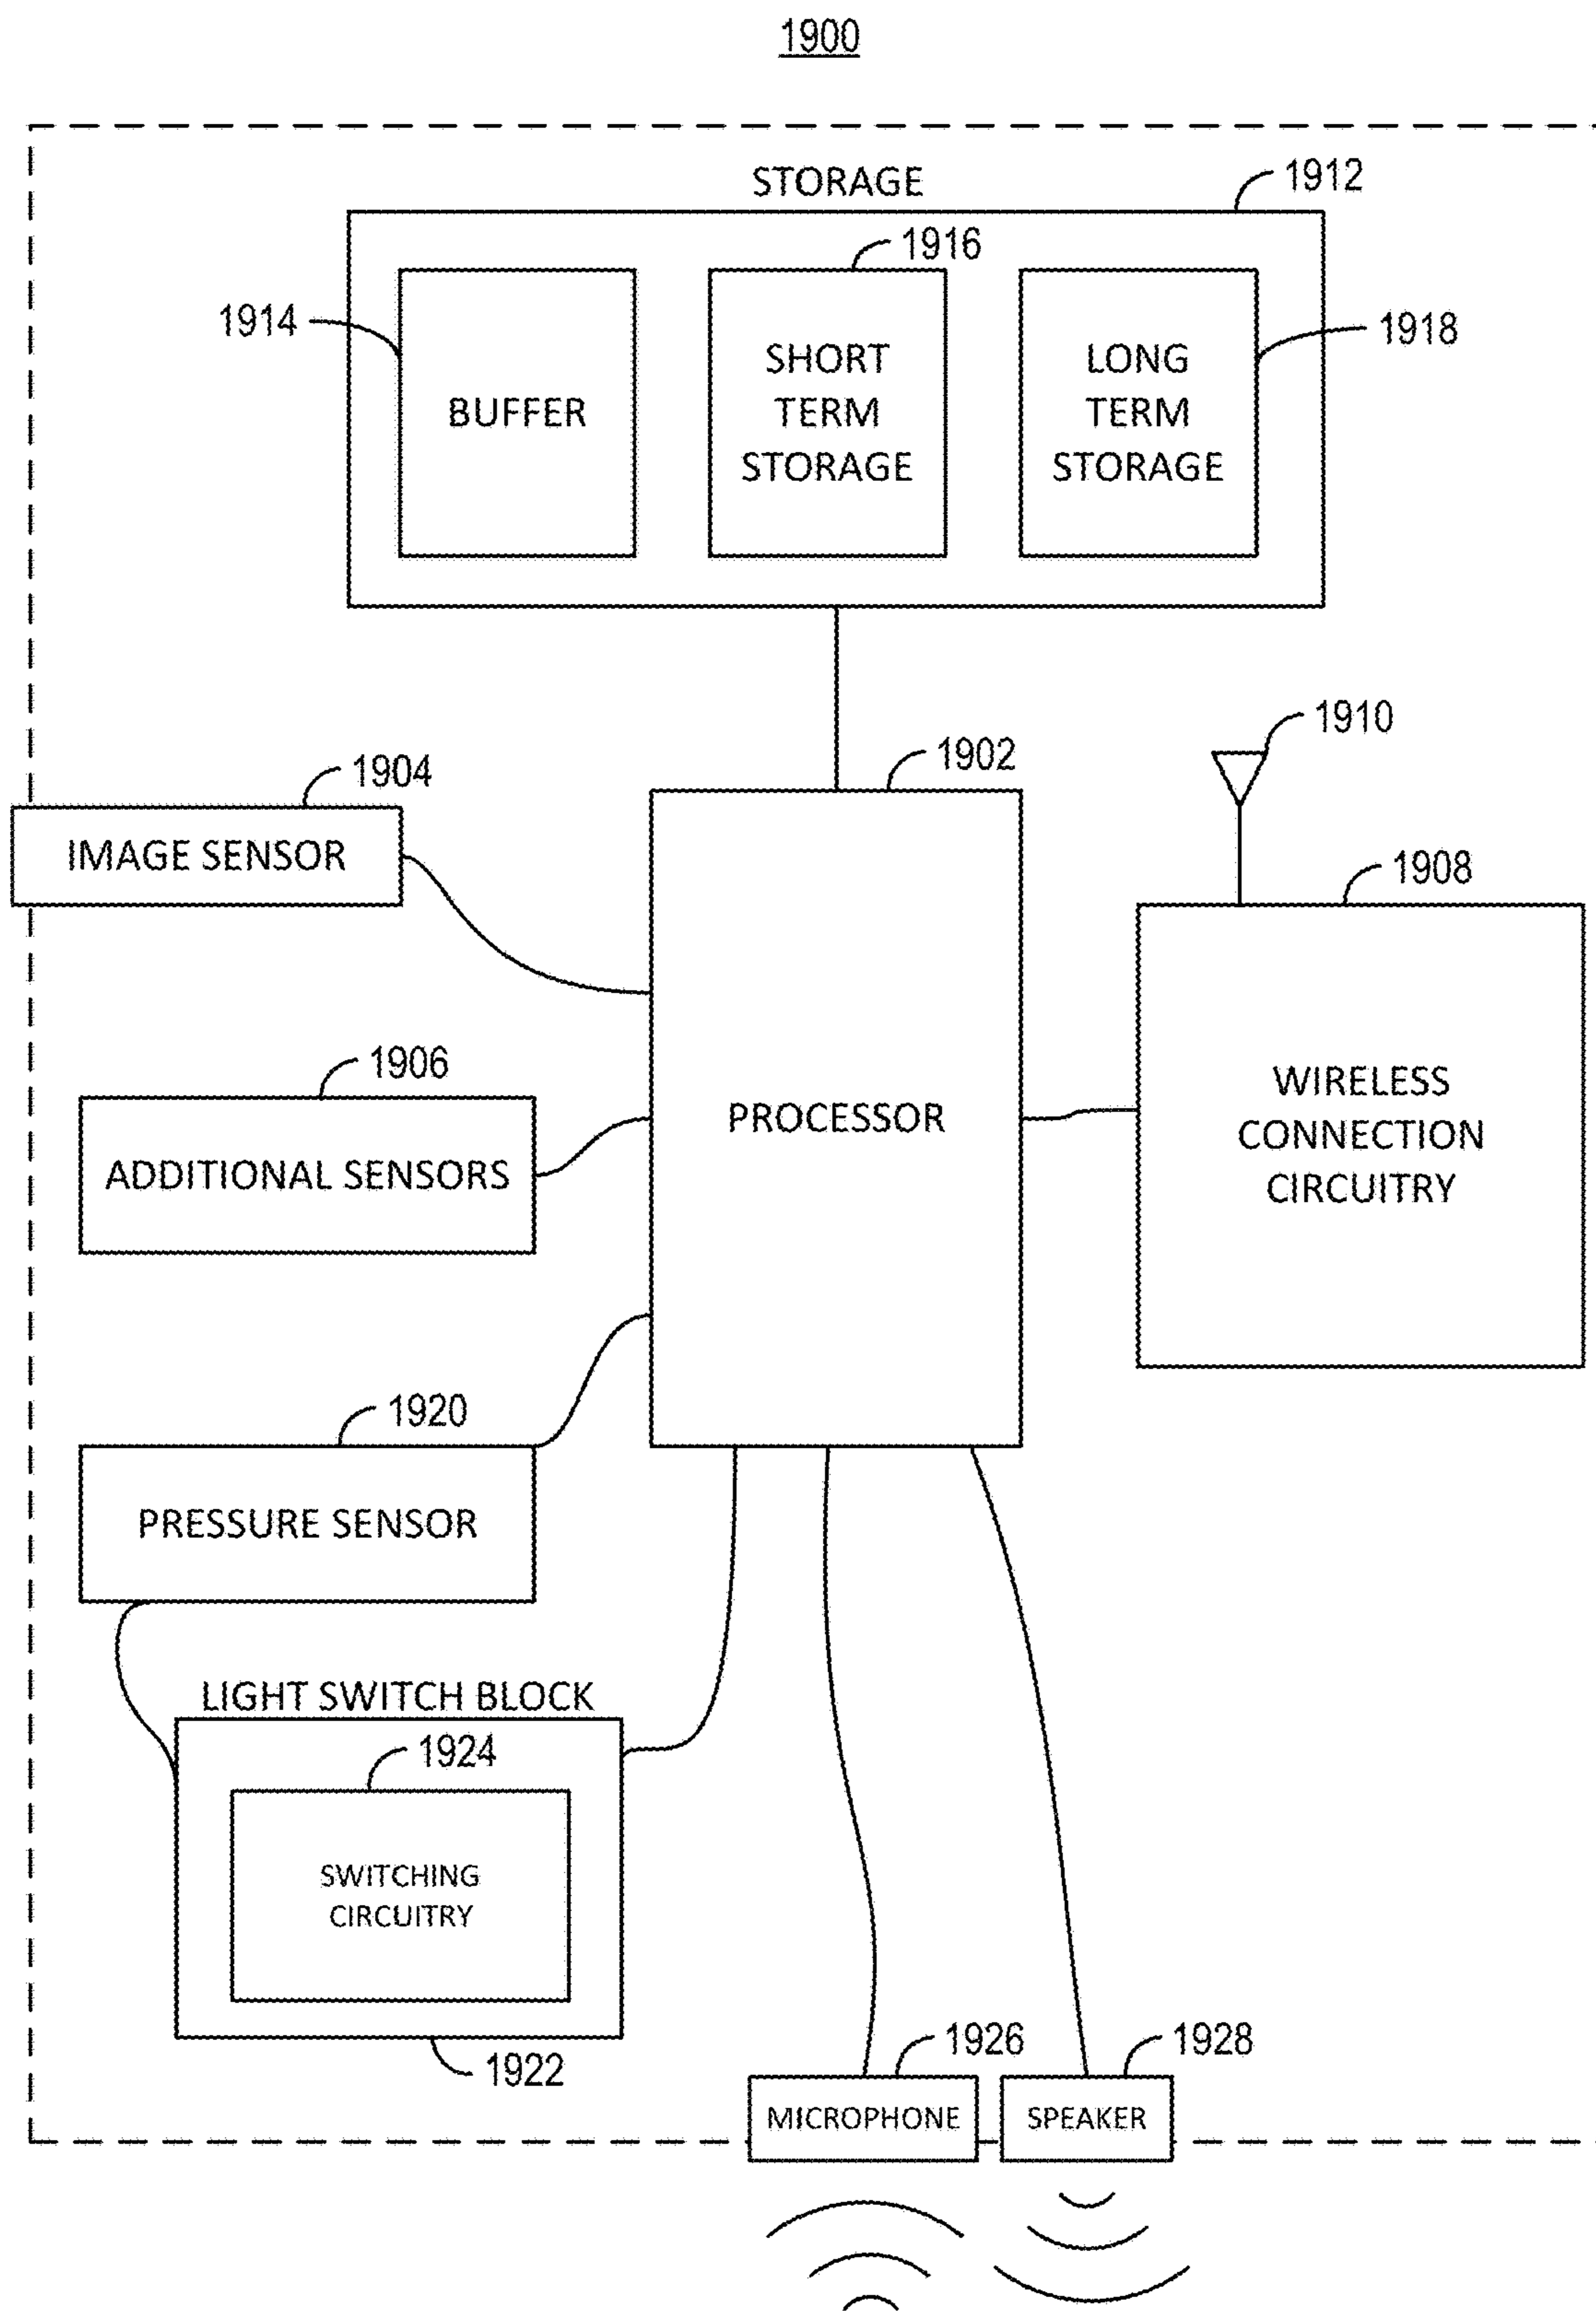 1900
STORAGE
1912
1914
1916
1918
BUFFER
SHORT
TERM
STORAGE
LONG
TERM
STORAGE
1910
1902
1904
IMAGE SENSOR
1908
1906
ADDITIONAL SENSORS
PROCESSOR
WIRELESS
CONNECTION
CIRCUITRY
1920
PRESSURE SENSOR
LIGHT SWITCH BLOCK
1924
SWITCHING
CIRCUITRY
1922
1926
1928
MICROPHONE
SPEAKER